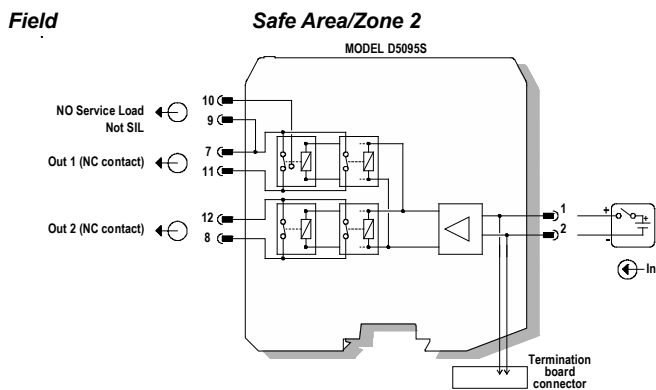 Field
Safe Area/Zone 2
MODEL D5095S
10
NO Service Load
9
Not SIL
7
Out 1 (NC contact)
11
12
Out 2 (NC contact)
8
1
+
2
-
+
In
Termination
board
connector